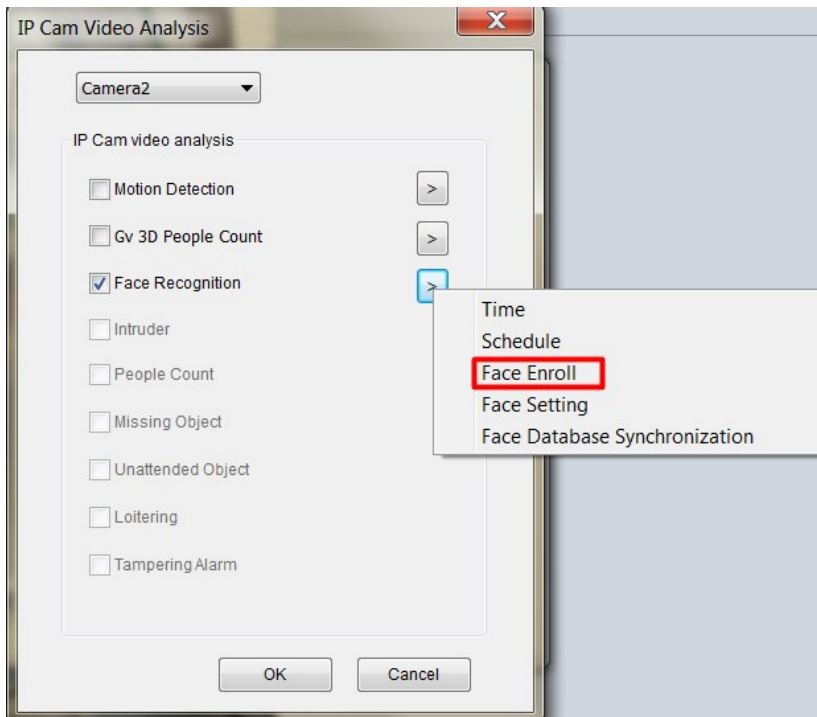 IP Cam Video Analysis
Camera2
IP Cam video analysis
Motion Detection >
Gv 3D People Count >
Face Recognition >
Time
Intruder
Schedule
People Count
Face Enroll
Face Setting
Missing Object
Face Database Synchronization
Unattended Object
Loitering
Tampering Alarm
OK Cancel